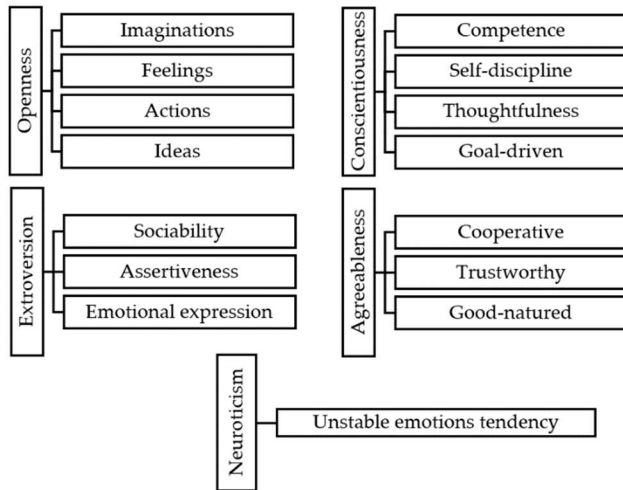 Openness
Imaginations
Feelings
Actions
Ideas
Conscientiousness
Competence
Self-discipline
Thoughtfulness
Goal-driven
Extroversion
Sociability
Assertiveness
Emotional expression
Agreeableness
Cooperative
Trustworthy
Good-natured
Neuroticism
Unstable emotions tendency